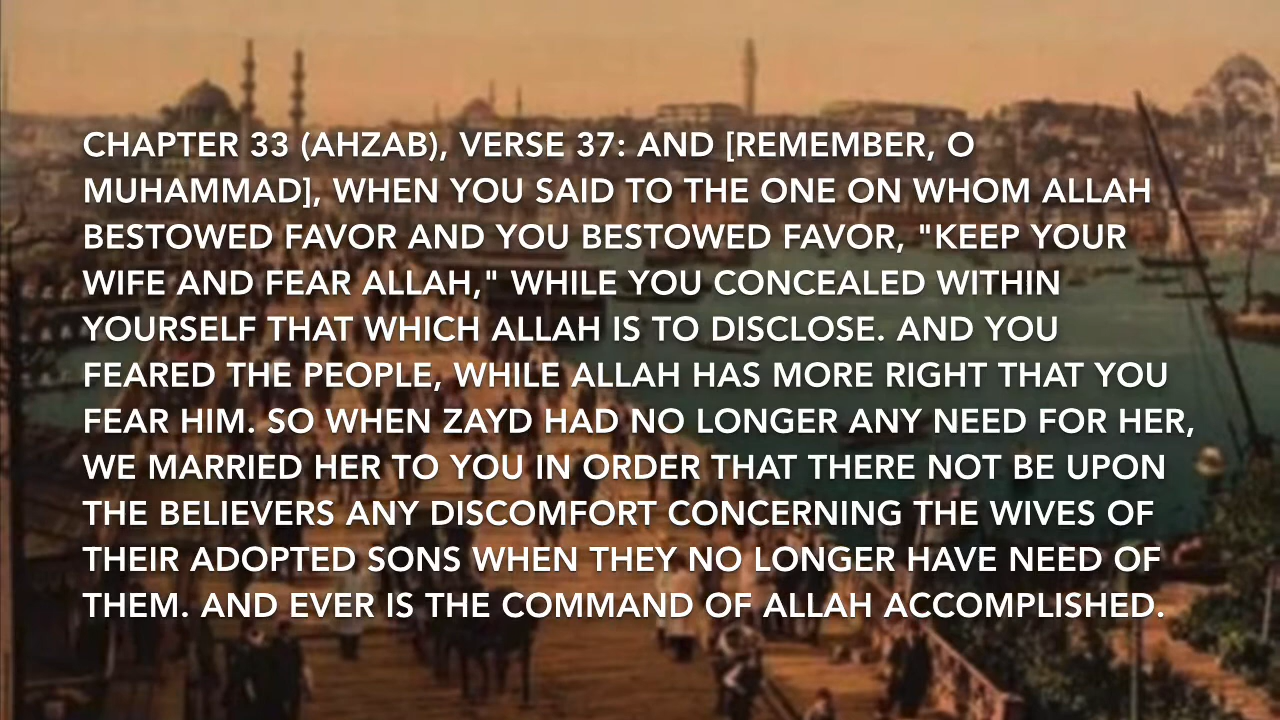 CHAPTER 33 (AHZAB), VERSE 37: AND [REMEMBER, O
MUHAMMAD], WHEN YOU SAID TO THE ONE ON WHOM ALLAH
BESTOWED FAVOR AND YOU BESTOWED FAVOR, "KEEP YOUR
WIFE AND FEAR ALLAH," WHILE YOU CONCEALED WITHIN
YOURSELF THAT WHICH ALLAH IS TO DISCLOSE. AND YOU
FEARED THE PEOPLE, WHILE ALLAH HAS MORE RIGHT THAT YOU
FEAR HIM. SO WHEN ZAYD HAD NO LONGER ANY NEED FOR HER,
WE MARRIED HER TO YOU IN ORDER THAT THERE NOT BE UPON
THE BELIEVERS ANY DISCOMFORT CONCERNING THE WIVES OF
THEIR ADOPTED SONS WHEN THEY NO LONGER HAVE NEED OF
THEM. AND EVER IS THE COMMAND OF ALLAH ACCOMPLISHED.